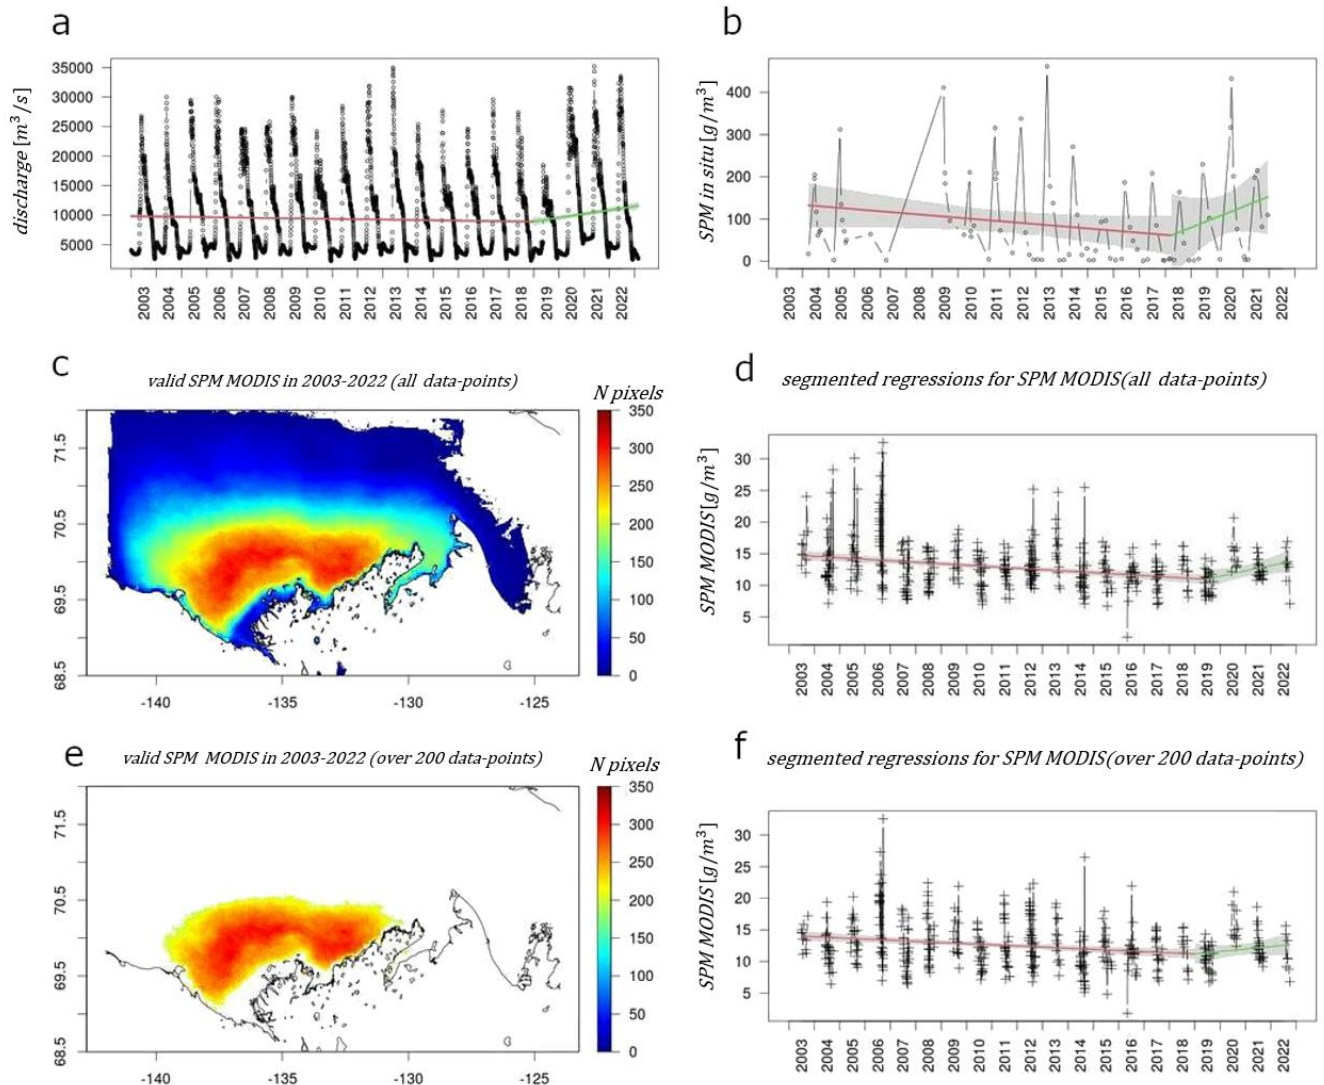 a
discharge [m³/s]
35000
30000
25000
20000
15000
10000
5000
2003 2004 2005 2006 2007 2008 2009 2010 2011 2012 2013 2014 2015 2016 2017 2018 2019 2020 2021 2022
b
SPM in situ [g/m³]
400
300
200
100
0
2003 2004 2005 2009 2010 2011 2012 2013 2014 2015 2016 2017 2018 2019 2020 2021 2022
c
valid SPM MODIS in 2003-2022 (all data-points)
N pixels
71.5
70.5
69.5
68.5
-140 -135 -130 -125
350
300
250
200
150
100
50
0
d
segmented regressions for SPM MODIS(all data-points)
SPM MODIS[g/m³]
30
25
20
15
10
5
2003 2004 2005 2006 2007 2008 2009 2010 2011 2012 2013 2014 2015 2016 2017 2018 2019 2020 2021 2022
e
valid SPM MODIS in 2003-2022 (over 200 data-points)
N pixels
71.5
70.5
69.5
68.5
-140 -135 -130 -125
350
300
250
200
150
100
50
0
f
segmented regressions for SPM MODIS(over 200 data-points)
SPM MODIS[g/m³]
30
25
20
15
10
5
2003 2004 2005 2006 2007 2008 2009 2010 2011 2012 2013 2014 2015 2016 2017 2018 2019 2020 2021 2022